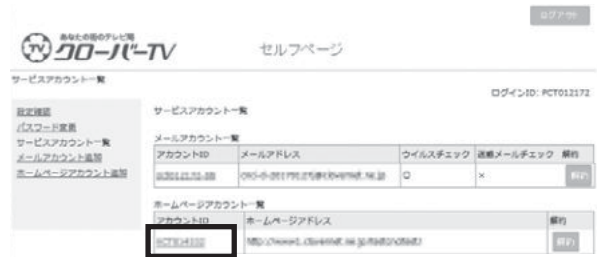 ログアウト
あなたの街のテレビ局
クローバーTV
セルフページ
サービスアカウント一覧
ログインID: PCT012172
設定確認
パスワード変更
サービスアカウント一覧
メールアカウント追加
ホームページアカウント追加
サービスアカウント一覧
メールアカウント一覧
アカウントID メールアドレス ウイルスチェック 迷惑メールチェック 解約
○ × 解約
ホームページアカウント一覧
アカウントID ホームページアドレス 解約
解約